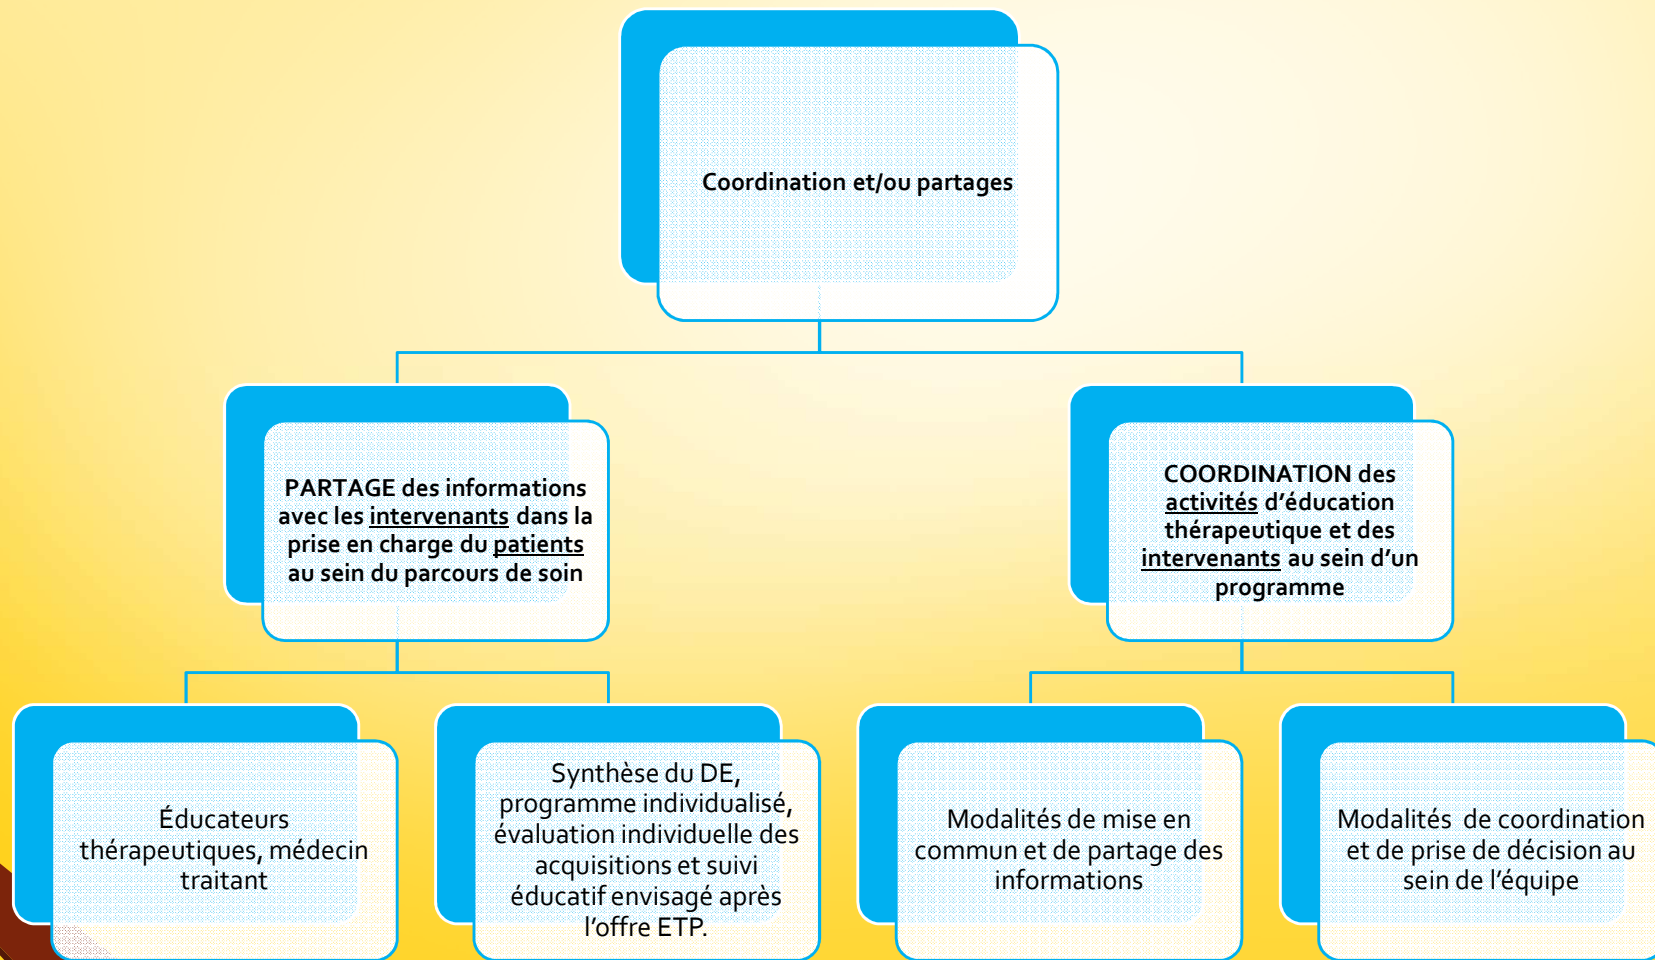 Coordination et/ou partages
PARTAGE des informations
avec les intervenants dans la
prise en charge du patients
au sein du parcours de soin
COORDINATION des
activités d’éducation
thérapeutique et des
intervenants au sein d’un
programme
Éducateurs
thérapeutiques, médecin
traitant
Synthèse du DE,
programme individualisé,
évaluation individuelle des
acquisitions et suivi
éducatif envisagé après
l’offre ETP.
Modalités de mise en
commun et de partage des
informations
Modalités  de coordination
et de prise de décision au
sein de l’équipe